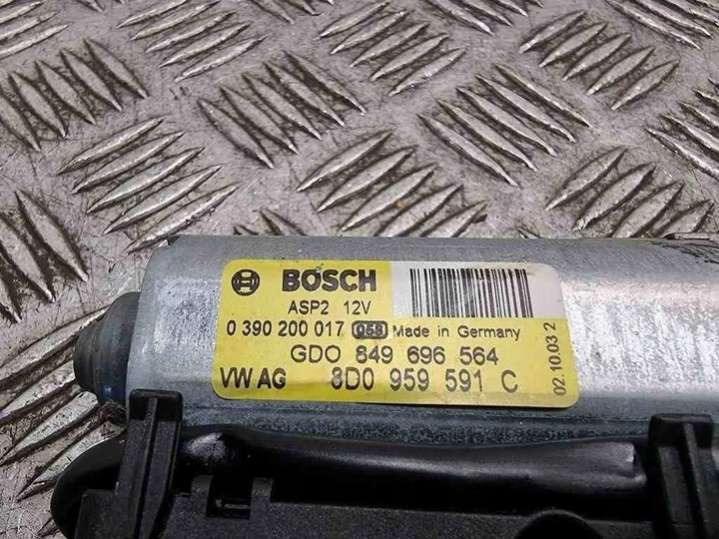 BOSCH
ASP2 12V
0 390 200 017 058 Made in Germany
GDO 849 696 564
VW AG 8D0 959 591 C
02.10.03 2